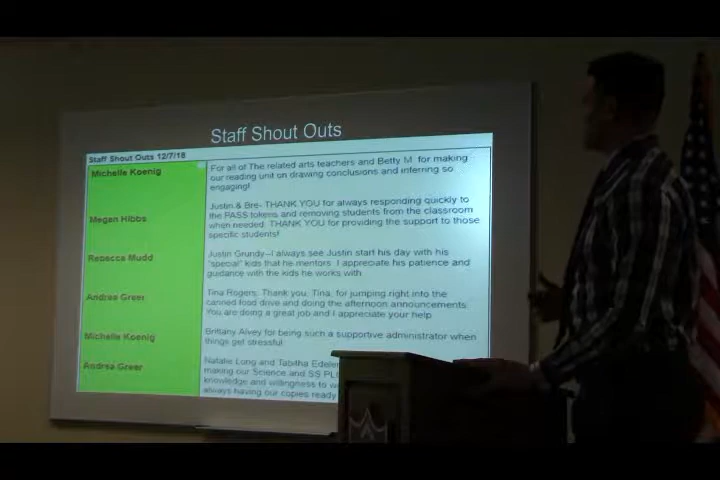 Staff Shout Outs
Staff Shout Outs 12/7/18
Michelle Koenig
For all of The related arts teachers and Betty M for making
our reading unit on drawing conclusions and inferring so
engaging!
Megan Hibbs
Justin & Bre- THANK YOU for always responding quickly to
the PASS tokens and removing students from the classroom
when needed. THANK YOU for providing the support to those
specific students!
Rebecca Mudd
Justin Grundy--I always see Justin start his day with his
"special" kids that he mentors. I appreciate his patience and
guidance with the kids he works with
Andrea Greer
Tina Rogers: Thank you, Tina, for jumping right into the
canned food drive and doing the afternoon announcements.
You are doing a great job and I appreciate your help
Michelle Koenig
Brittany Alvey for being such a supportive administrator when
things get stressful
Andrea Greer
Natalie Long and Tabitha Edelen
making our Science and SS PL
knowledge and willingness to
always having our copies ready